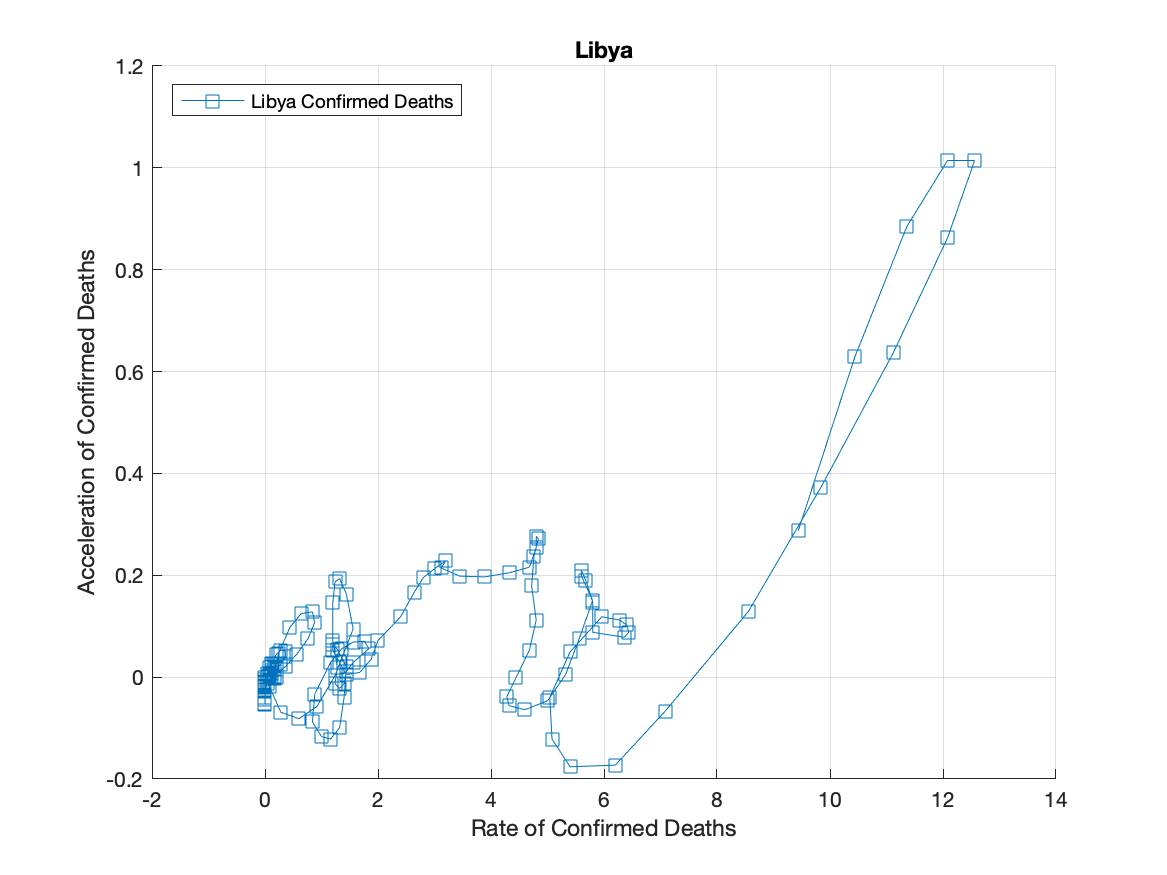 Libya
Libya Confirmed Deaths
1.2
1
0.8
0.6
0.4
0.2
0
-0.2
Acceleration of Confirmed Deaths
-2 0 2 4 6 8 10 12 14
Rate of Confirmed Deaths